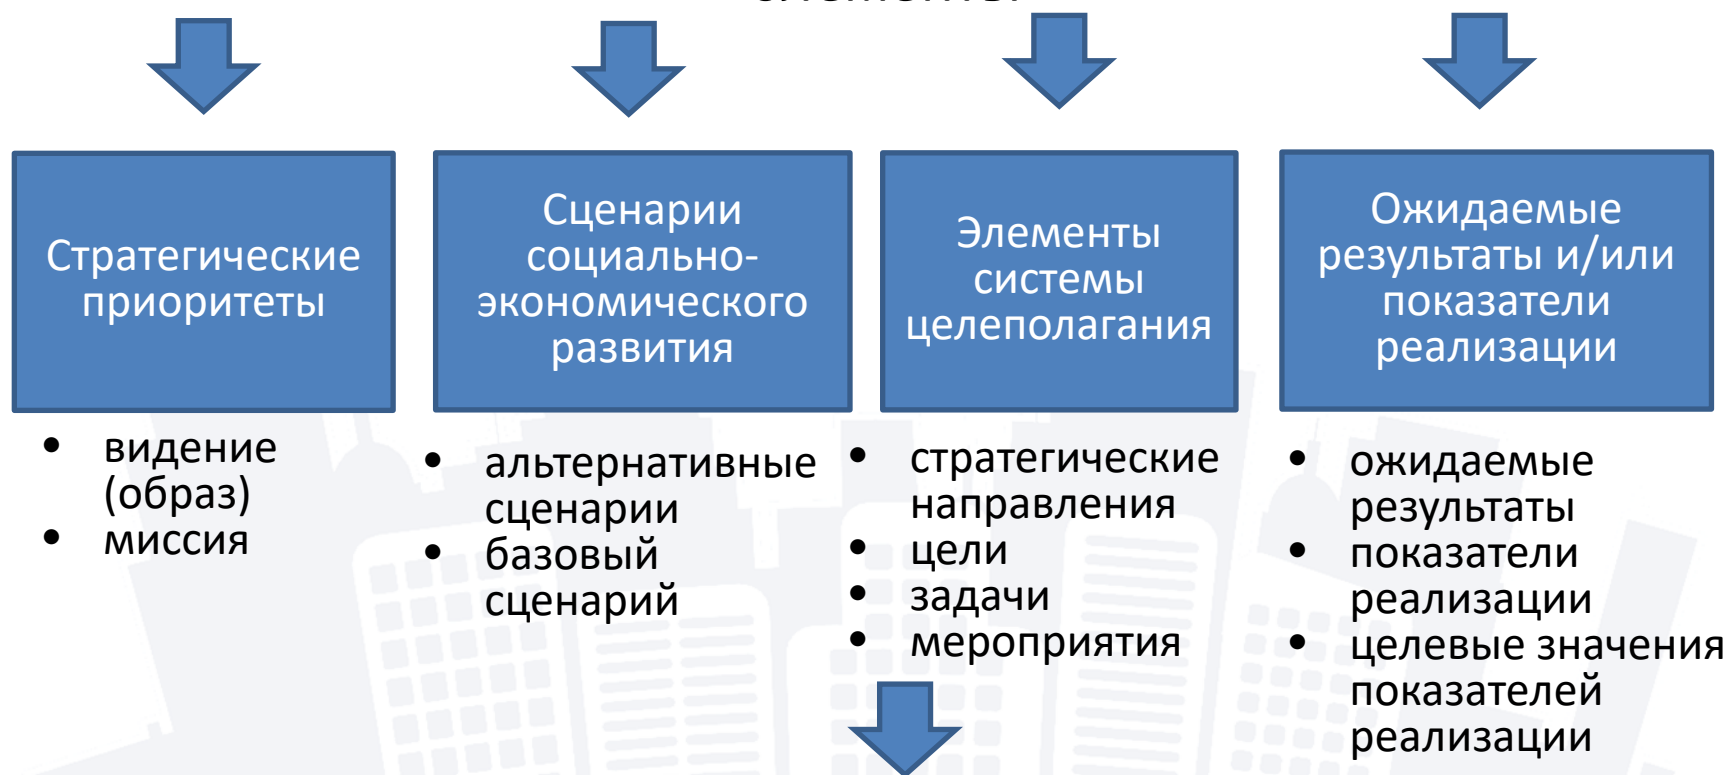 Стратегические
приоритеты
Сценарии
социально-
экономического
развития
Элементы
системы
целеполагания
Ожидаемые
результаты и/или
показатели
реализации
• видение
(образ)
• миссия
• альтернативные
сценарии
• базовый
сценарий
• стратегические
направления
• цели
• задачи
• мероприятия
• ожидаемые
результаты
• показатели
реализации
• целевые значения
показателей
реализации